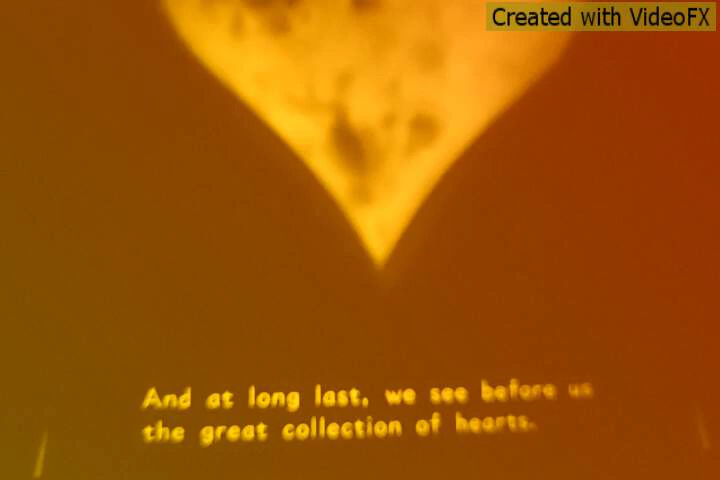 Created with VideoFX
And at long last, we see before us
the great collection of hearts.